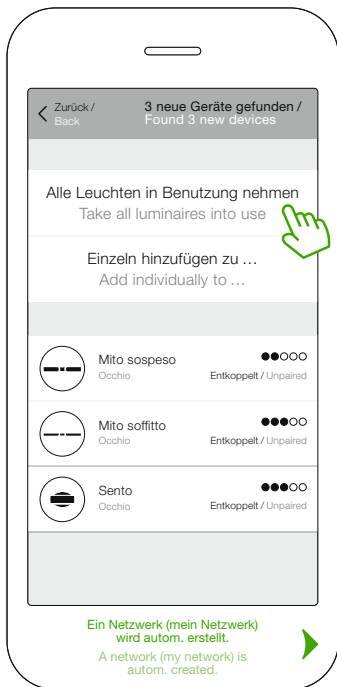 Zurück /
Back
3 neue Geräte gefunden /
Found 3 new devices
Alle Leuchten in Benutzung nehmen
Take all luminaires into use
Einzeln hinzufügen zu …
Add individually to …
Mito sospeso
Occhio
Entkoppelt / Unpaired
Mito soffitto
Occhio
Entkoppelt / Unpaired
Sento
Occhio
Entkoppelt / Unpaired
Ein Netzwerk (mein Netzwerk)
wird autom. erstellt.
A network (my network) is
autom. created.